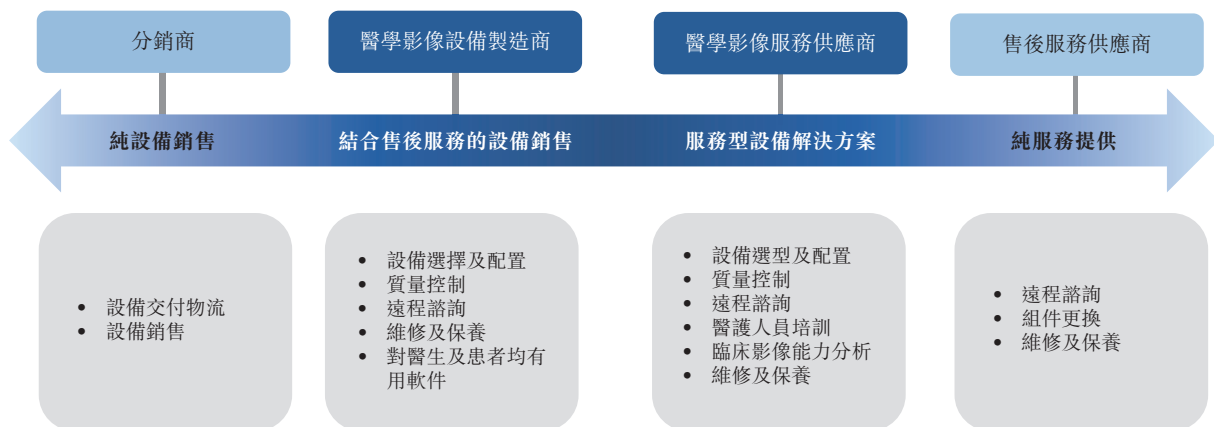 分銷商
醫學影像設備製造商
醫學影像服務供應商
售後服務供應商
純設備銷售
結合售後服務的設備銷售
服務型設備解決方案
純服務提供
• 設備交付物流
• 設備銷售
• 設備選擇及配置
• 質量控制
• 遠程諮詢
• 維修及保養
• 對醫生及患者均有
用軟件
• 設備選型及配置
• 質量控制
• 遠程諮詢
• 醫護人員培訓
• 臨床影像能力分析
• 維修及保養
• 遠程諮詢
• 組件更換
• 維修及保養